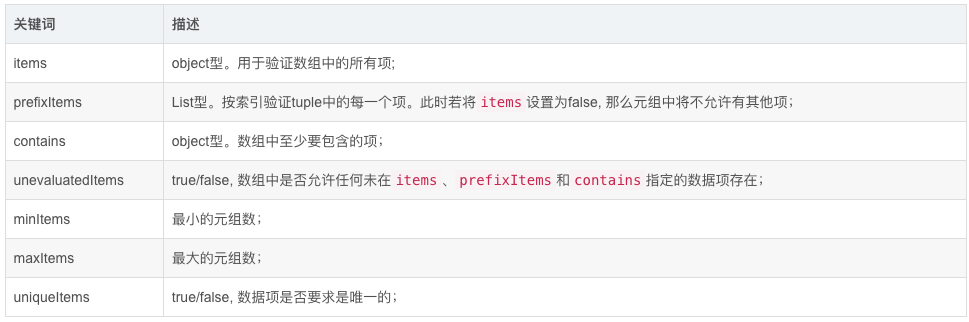 关键词 描述
items object型。用于验证数组中的所有项;
prefixItems List型。按索引验证tuple中的每一个项。此时若将 items 设置为false, 那么元组中将不允许有其他项；
contains object型。数组中至少要包含的项；
unevaluatedItems true/false, 数组中是否允许任何未在 items 、 prefixItems 和 contains 指定的数据项存在；
minItems 最小的元组数；
maxItems 最大的元组数；
uniqueItems true/false, 数据项是否要求是唯一的；